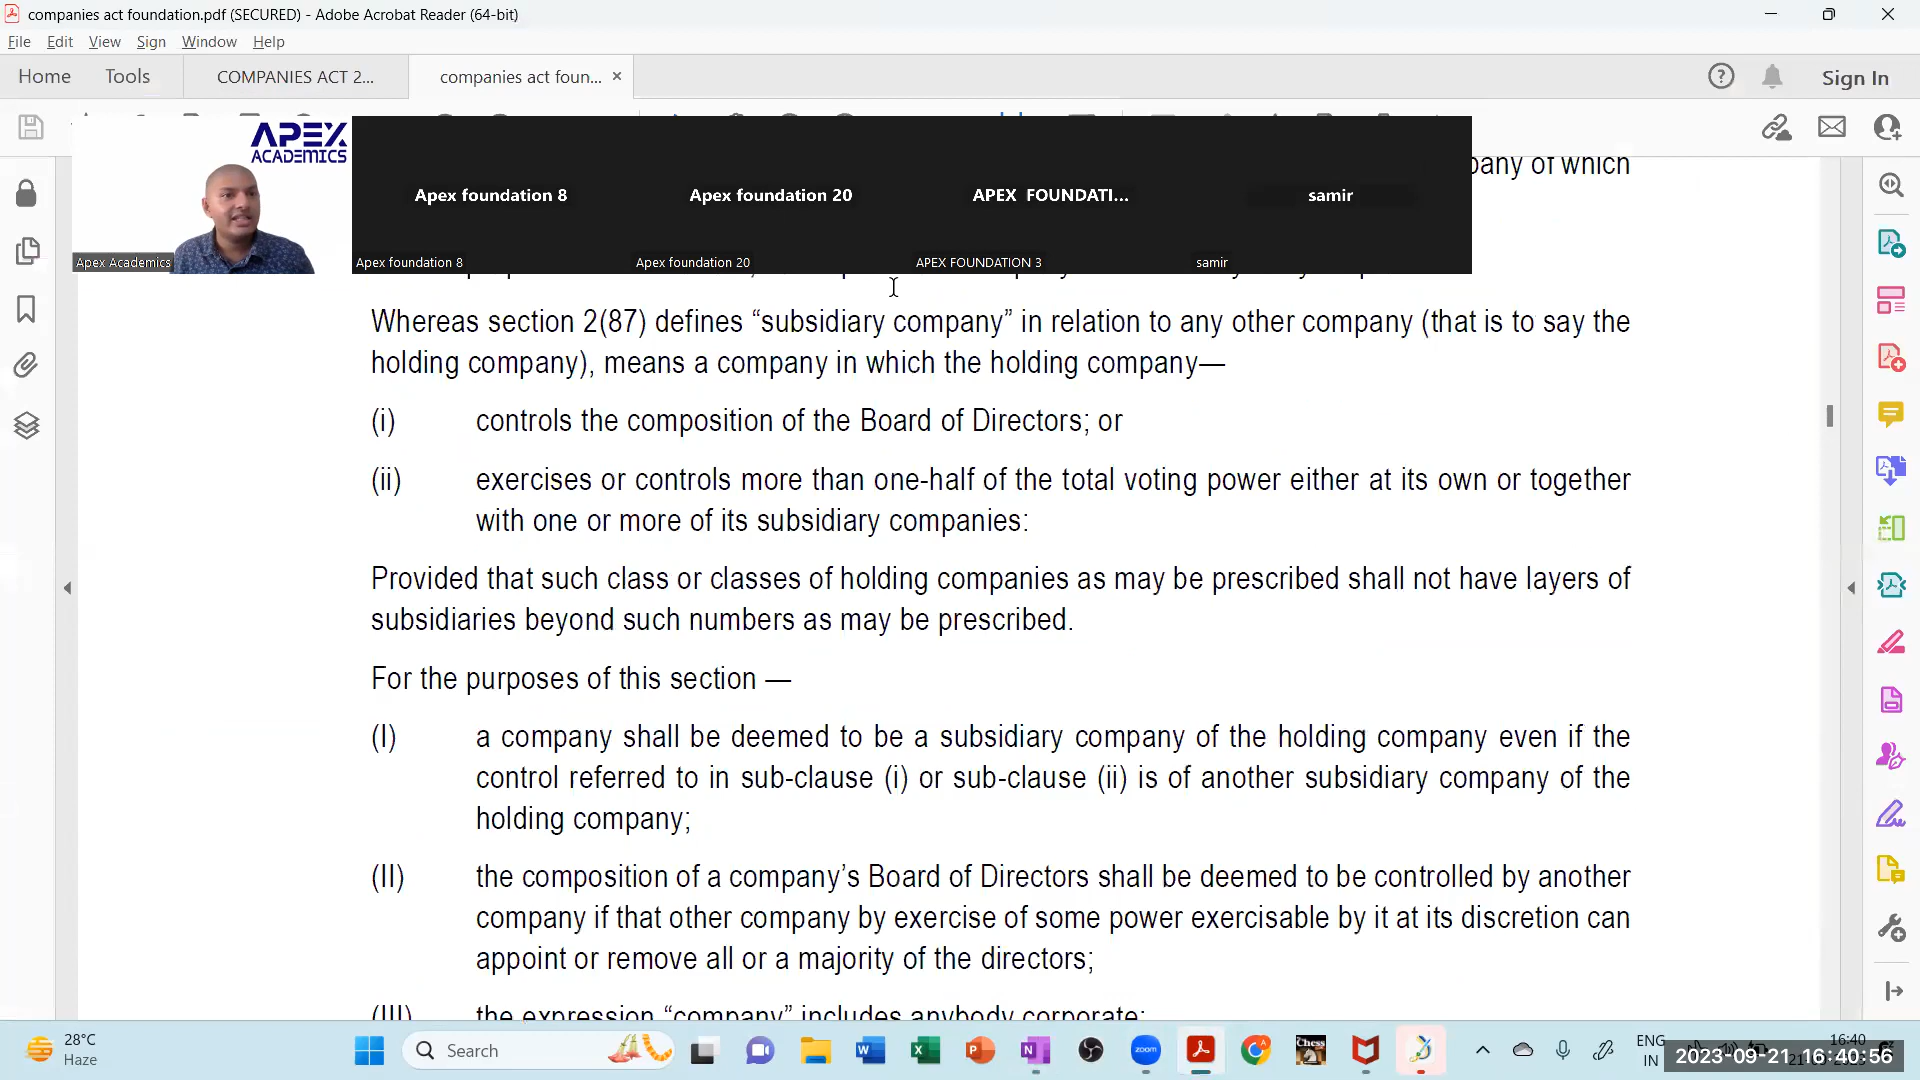 companies act foundation.pdf (SECURED) - Adobe Acrobat Reader (64-bit)
File Edit View Sign Window Help
Home Tools COMPANIES ACT 2... companies act foun... × Sign In
APEX
ACADEMICS
Apex foundation 8 Apex foundation 20 APEX FOUNDATI... samir
Apex Academics Apex foundation 8 Apex foundation 20 APEX FOUNDATION 3 samir
pany of which
Whereas section 2(87) defines “subsidiary company” in relation to any other company (that is to say the
holding company), means a company in which the holding company—
(i) controls the composition of the Board of Directors; or
(ii) exercises or controls more than one-half of the total voting power either at its own or together
with one or more of its subsidiary companies:
Provided that such class or classes of holding companies as may be prescribed shall not have layers of
subsidiaries beyond such numbers as may be prescribed.
For the purposes of this section —
(I) a company shall be deemed to be a subsidiary company of the holding company even if the
control referred to in sub-clause (i) or sub-clause (ii) is of another subsidiary company of the
holding company;
(II) the composition of a company’s Board of Directors shall be deemed to be controlled by another
company if that other company by exercise of some power exercisable by it at its discretion can
appoint or remove all or a majority of the directors;
(III) the expression “company” includes anybody corporate;
28°C
Haze
Search
zoom
Chess
ENG
IN
16:40
2023-09-21 16:40:56